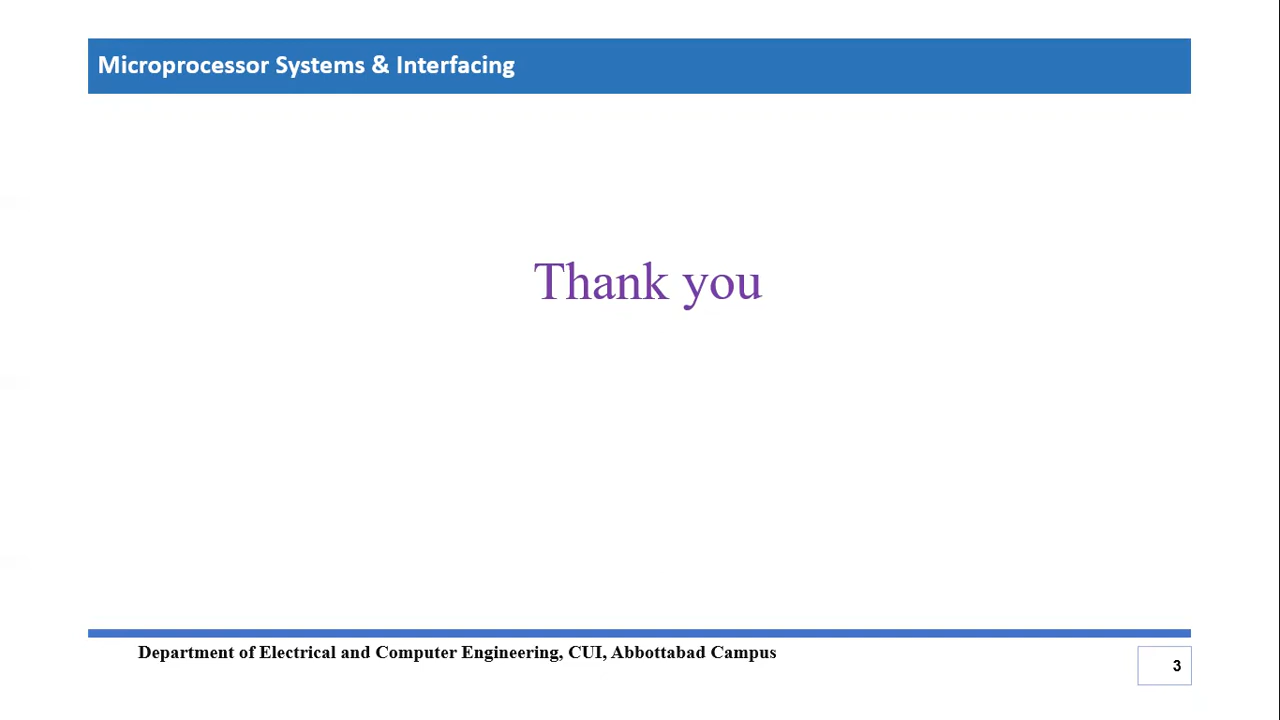 Microprocessor Systems & Interfacing
Thank you
Department of Electrical and Computer Engineering, CUI, Abbottabad Campus
3